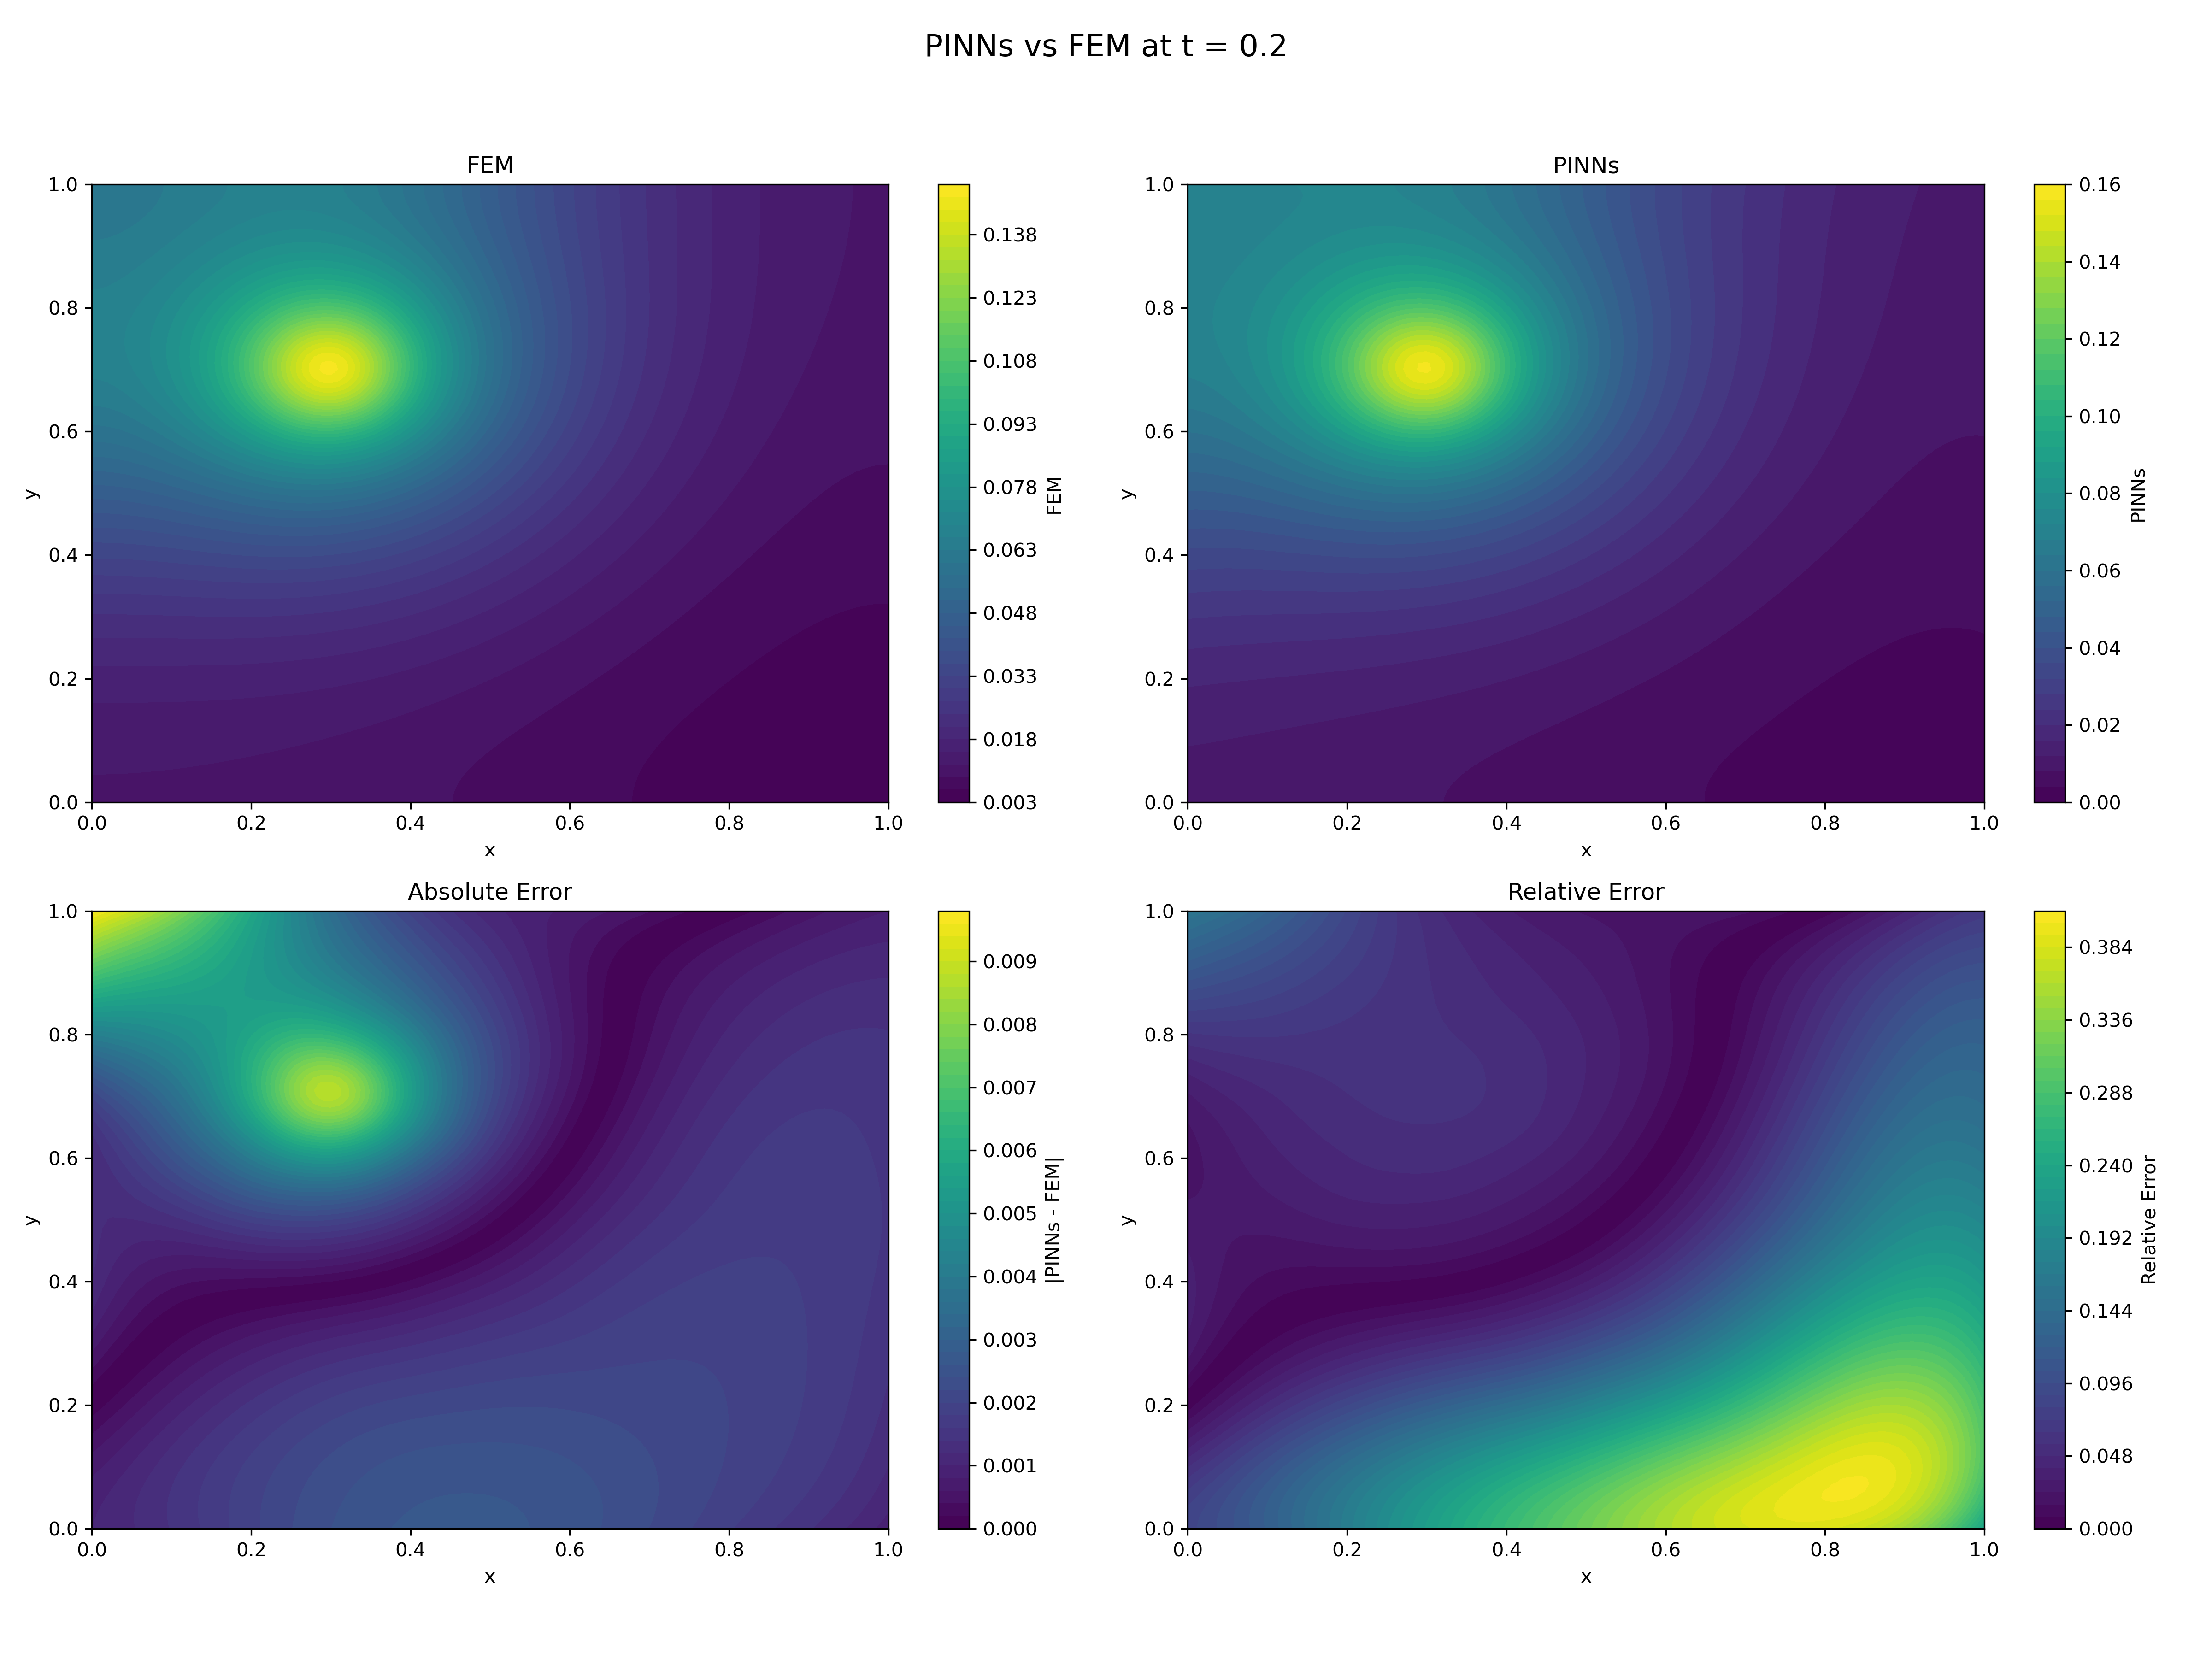 PINNs vs FEM at t = 0.2
FEM
1.0
0.8
0.6
0.4
0.2
0.0
y
0.0 0.2 0.4 0.6 0.8 1.0
x
0.138
0.123
0.108
0.093
0.078
0.063
0.048
0.033
0.018
0.003
FEM
PINNs
1.0
0.8
0.6
0.4
0.2
0.0
y
0.0 0.2 0.4 0.6 0.8 1.0
x
0.16
0.14
0.12
0.10
0.08
0.06
0.04
0.02
0.00
PINNs
Absolute Error
1.0
0.8
0.6
0.4
0.2
0.0
y
0.0 0.2 0.4 0.6 0.8 1.0
x
0.009
0.008
0.007
0.006
0.005
0.004
0.003
0.002
0.001
0.000
|PINNs - FEM|
Relative Error
1.0
0.8
0.6
0.4
0.2
0.0
y
0.0 0.2 0.4 0.6 0.8 1.0
x
0.384
0.336
0.288
0.240
0.192
0.144
0.096
0.048
0.000
Relative Error